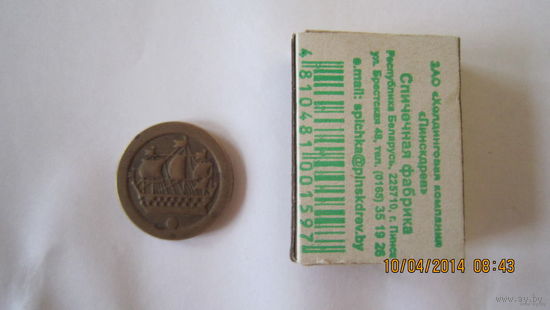 ЗАО «Холдинговая компания
«Пинскдрев»
Спичечная фабрика
Республика Беларусь, 225710, г. Пинск
ул. Брестская 48, тел. (0165) 35 19 26
e.mail: spichka@pinskdrev.by
4810481001597
10/04/2014 08:43
www.ay.by